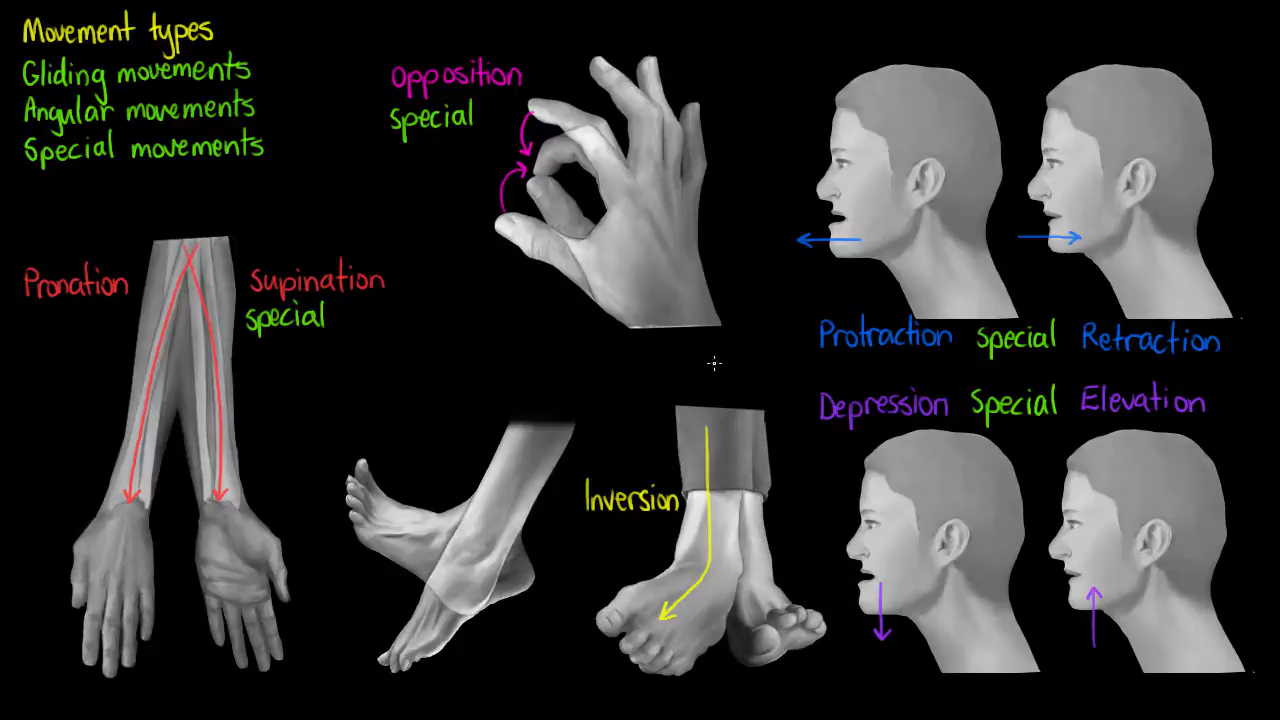 Movement types
Gliding movements
Angular movements
Special movements
Opposition
special
Pronation
Supination
special
Protraction special Retraction
Depression special Elevation
Inversion